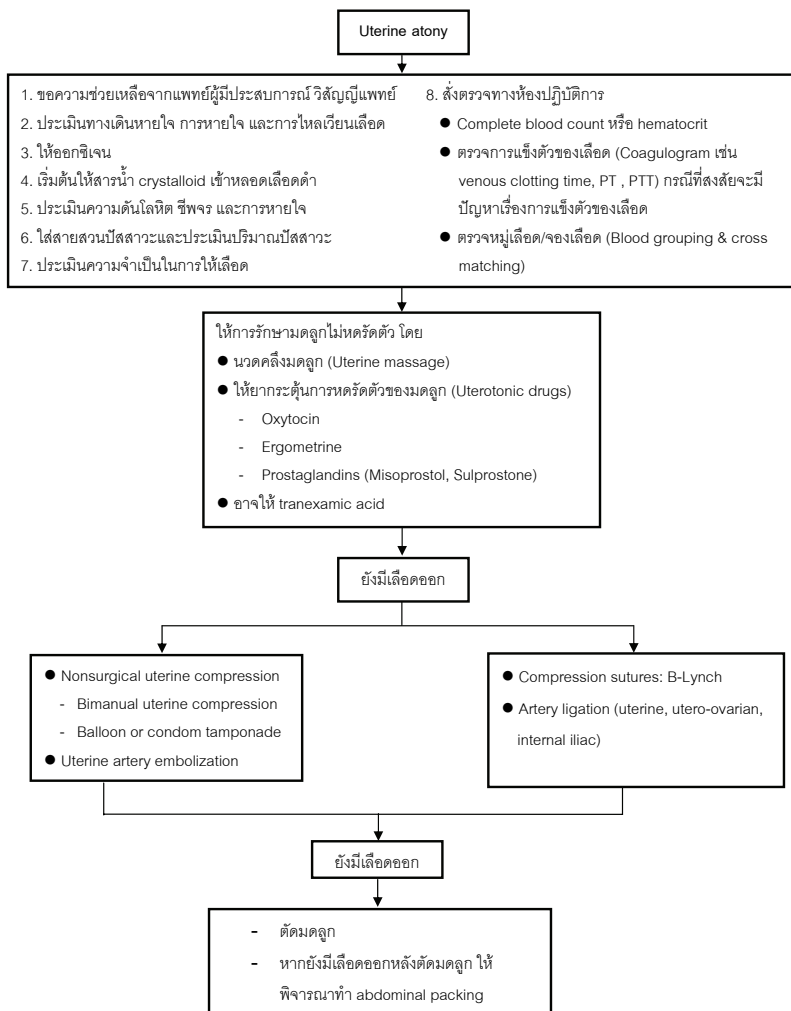 Uterine atony
1. ขอความช่วยเหลือจากแพทย์ผู้มีประสบการณ์ วิสัญญีแพทย์
2. ประเมินทางเดินหายใจ การหายใจ และการไหลเวียนเลือด
3. ให้ออกซิเจน
4. เริ่มต้นให้สารน้ำ crystalloid เข้าหลอดเลือดดำ
5. ประเมินความดันโลหิต ชีพจร และการหายใจ
6. ใส่สายสวนปัสสาวะและประเมินปริมาณปัสสาวะ
7. ประเมินความจำเป็นในการให้เลือด
8. สั่งตรวจทางห้องปฏิบัติการ
● Complete blood count หรือ hematocrit
● ตรวจการแข็งตัวของเลือด (Coagulogram เช่น
venous clotting time, PT , PTT) กรณีที่สงสัยจะมี
ปัญหาเรื่องการแข็งตัวของเลือด
● ตรวจหมู่เลือด/จองเลือด (Blood grouping & cross
matching)
ให้การรักษามดลูกไม่หดรัดตัว โดย
● นวดคลึงมดลูก (Uterine massage)
● ให้ยากระตุ้นการหดรัดตัวของมดลูก (Uterotonic drugs)
- Oxytocin
- Ergometrine
- Prostaglandins (Misoprostol, Sulprostone)
● อาจให้ tranexamic acid
ยังมีเลือดออก
● Nonsurgical uterine compression
- Bimanual uterine compression
- Balloon or condom tamponade
● Uterine artery embolization
● Compression sutures: B-Lynch
● Artery ligation (uterine, utero-ovarian,
internal iliac)
ยังมีเลือดออก
- ตัดมดลูก
- หากยังมีเลือดออกหลังตัดมดลูก ให้
พิจารณาทำ abdominal packing